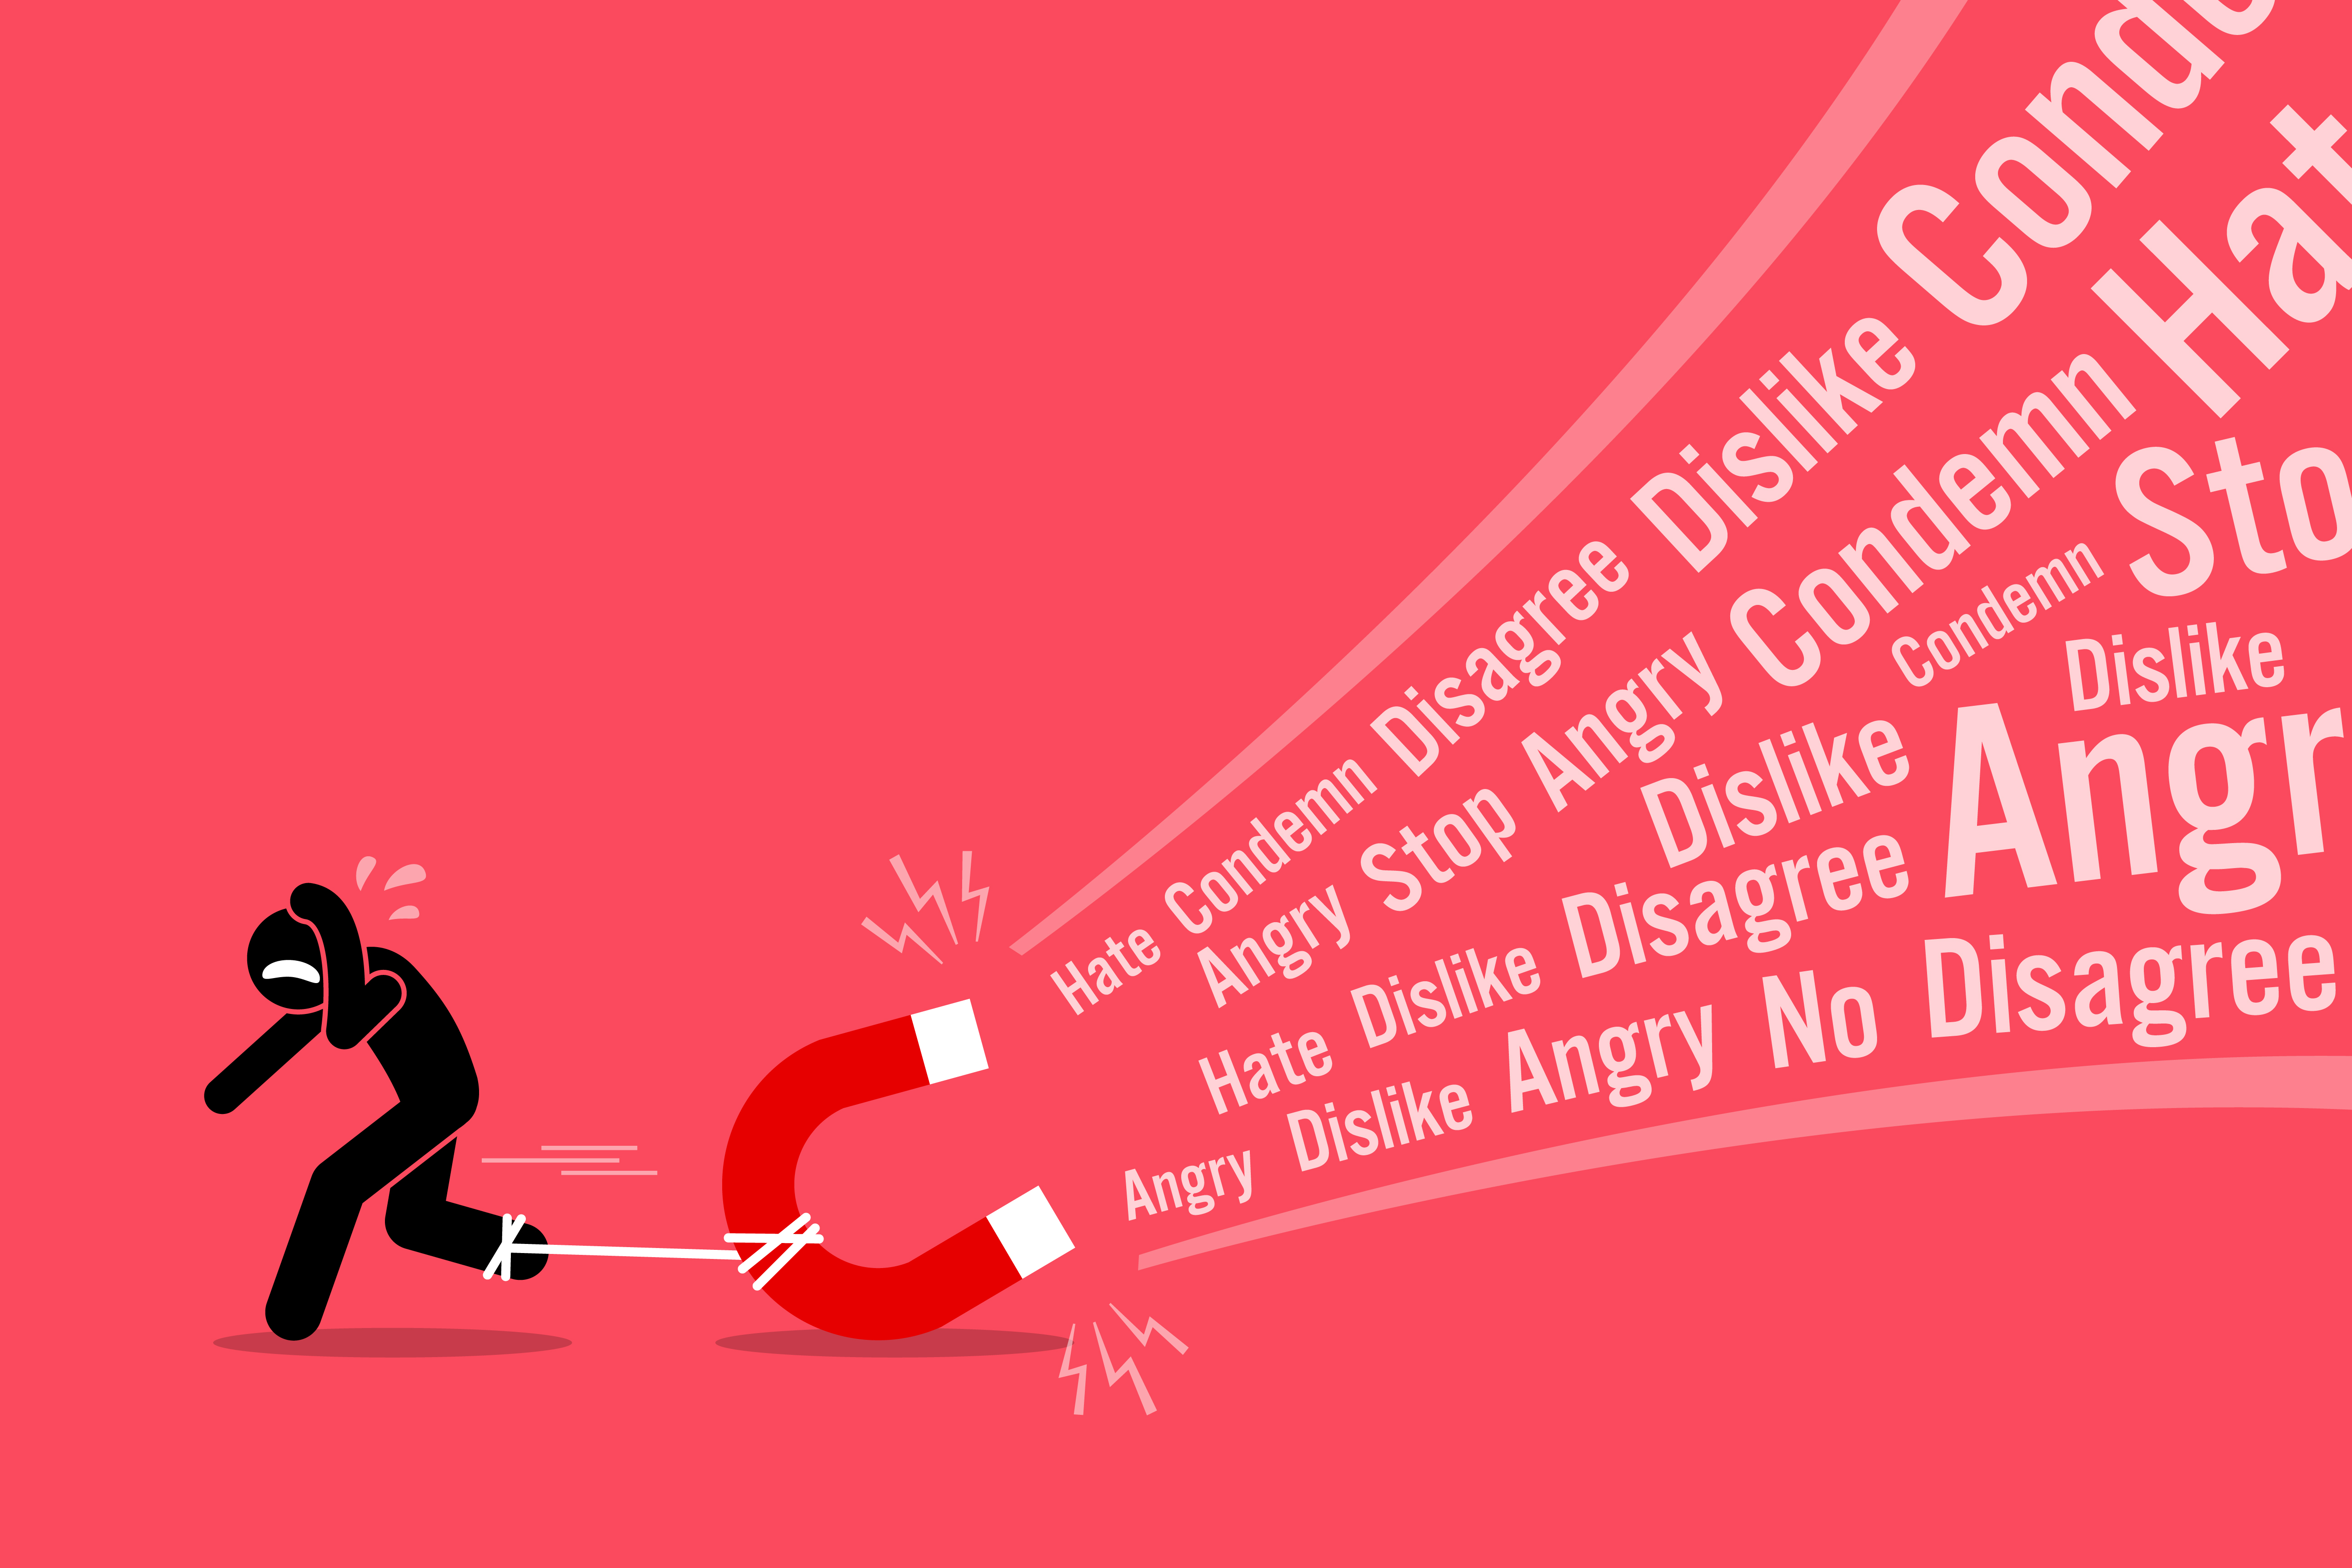 Hate Condemn Disagree Dislike Cond
Angry Stop Angry Condemn Hat
Condemn Sto
Dislike Dislike
Hate Dislike Disagree Angr
Angry Dislike Angry No Disagree